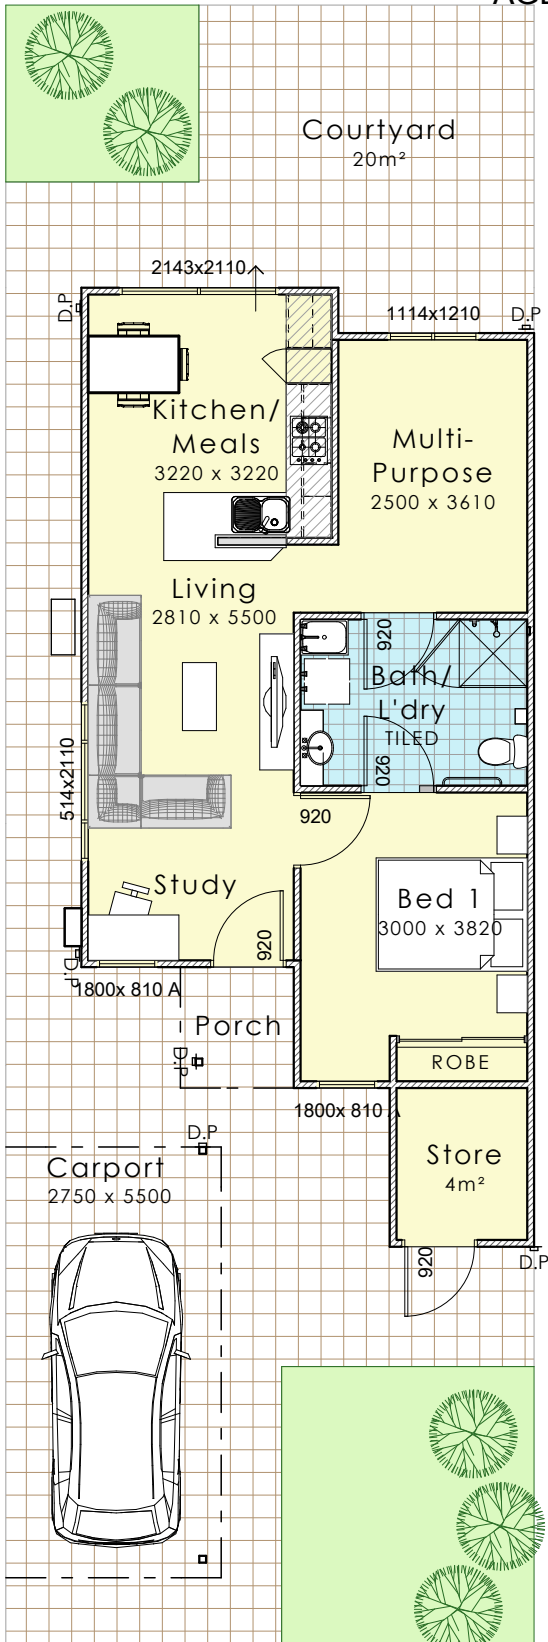 Courtyard
20m²
2143x2110
D.P
1114x1210
D.P
Kitchen/
Meals
3220 x 3220
Multi-
Purpose
2500 x 3610
Living
2810 x 5500
920
Bath/
L'dry
TILED
920
514x2110
920
Study
Bed 1
3000 x 3820
920
D.P
1800x 810 A
Porch
D.P
ROBE
1800x 810 A
D.P
Carport
2750 x 5500
Store
4m²
920
D.P